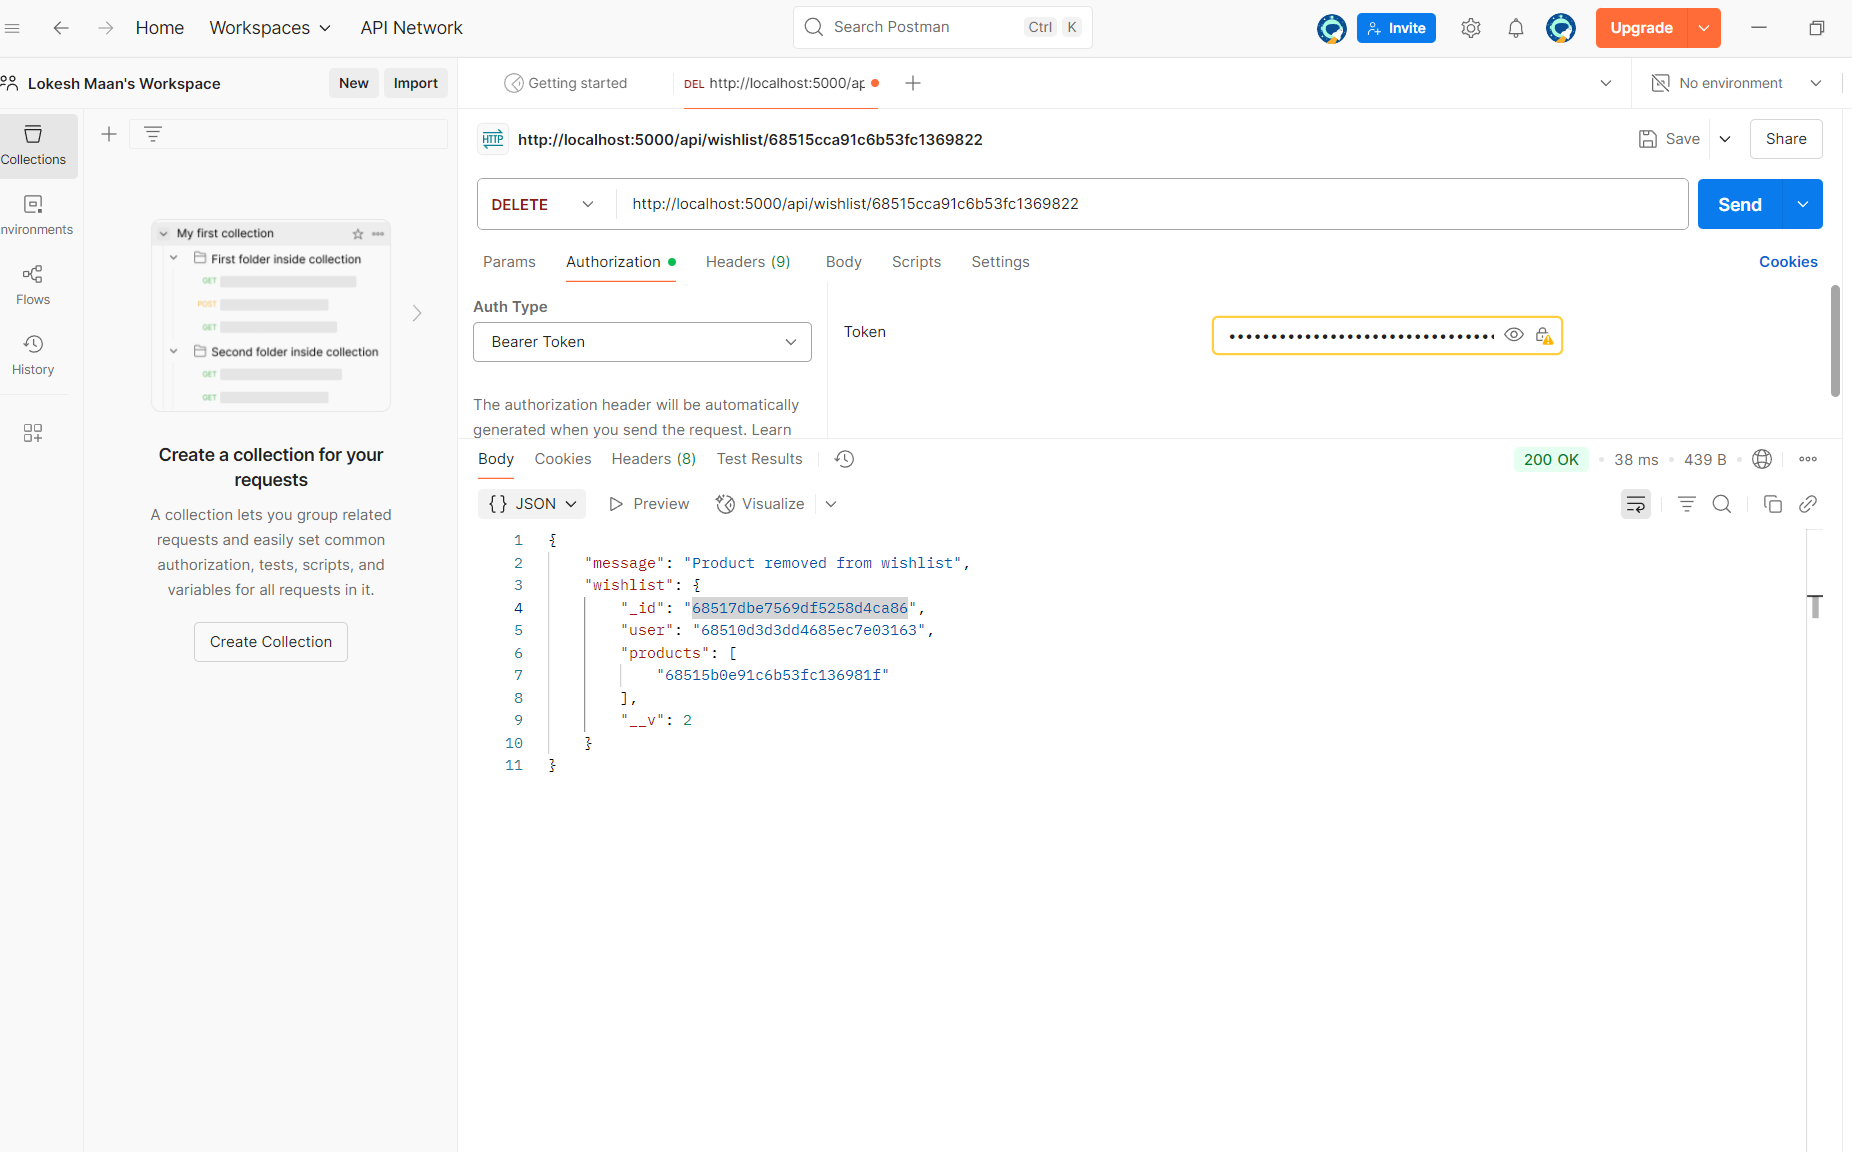 Home
Workspaces
API Network
Search Postman
Ctrl
K
Invite
Upgrade
Lokesh Maan's Workspace
New
Import
Getting started
DEL http://localhost:5000/ap
No environment
Collections
nvironments
Flows
History
My first collection
First folder inside collection
GET
POST
GET
Second folder inside collection
GET
GET
Create a collection for your
requests
A collection lets you group related
requests and easily set common
authorization, tests, scripts, and
variables for all requests in it.
Create Collection
HTTP
http://localhost:5000/api/wishlist/68515cca91c6b53fc1369822
Save
Share
DELETE
http://localhost:5000/api/wishlist/68515cca91c6b53fc1369822
Send
Params
Authorization
Headers (9)
Body
Scripts
Settings
Cookies
Auth Type
Bearer Token
The authorization header will be automatically
generated when you send the request. Learn
Token
Body
Cookies
Headers (8)
Test Results
200 OK
38 ms
439 B
{} JSON
Preview
Visualize
1 {
2 "message": "Product removed from wishlist",
3 "wishlist": {
4 "_id": "68517dbe7569df5258d4ca86",
5 "user": "68510d3d3dd4685ec7e03163",
6 "products": [
7 "68515b0e91c6b53fc136981f"
8 ],
9 "__v": 2
10 }
11 }